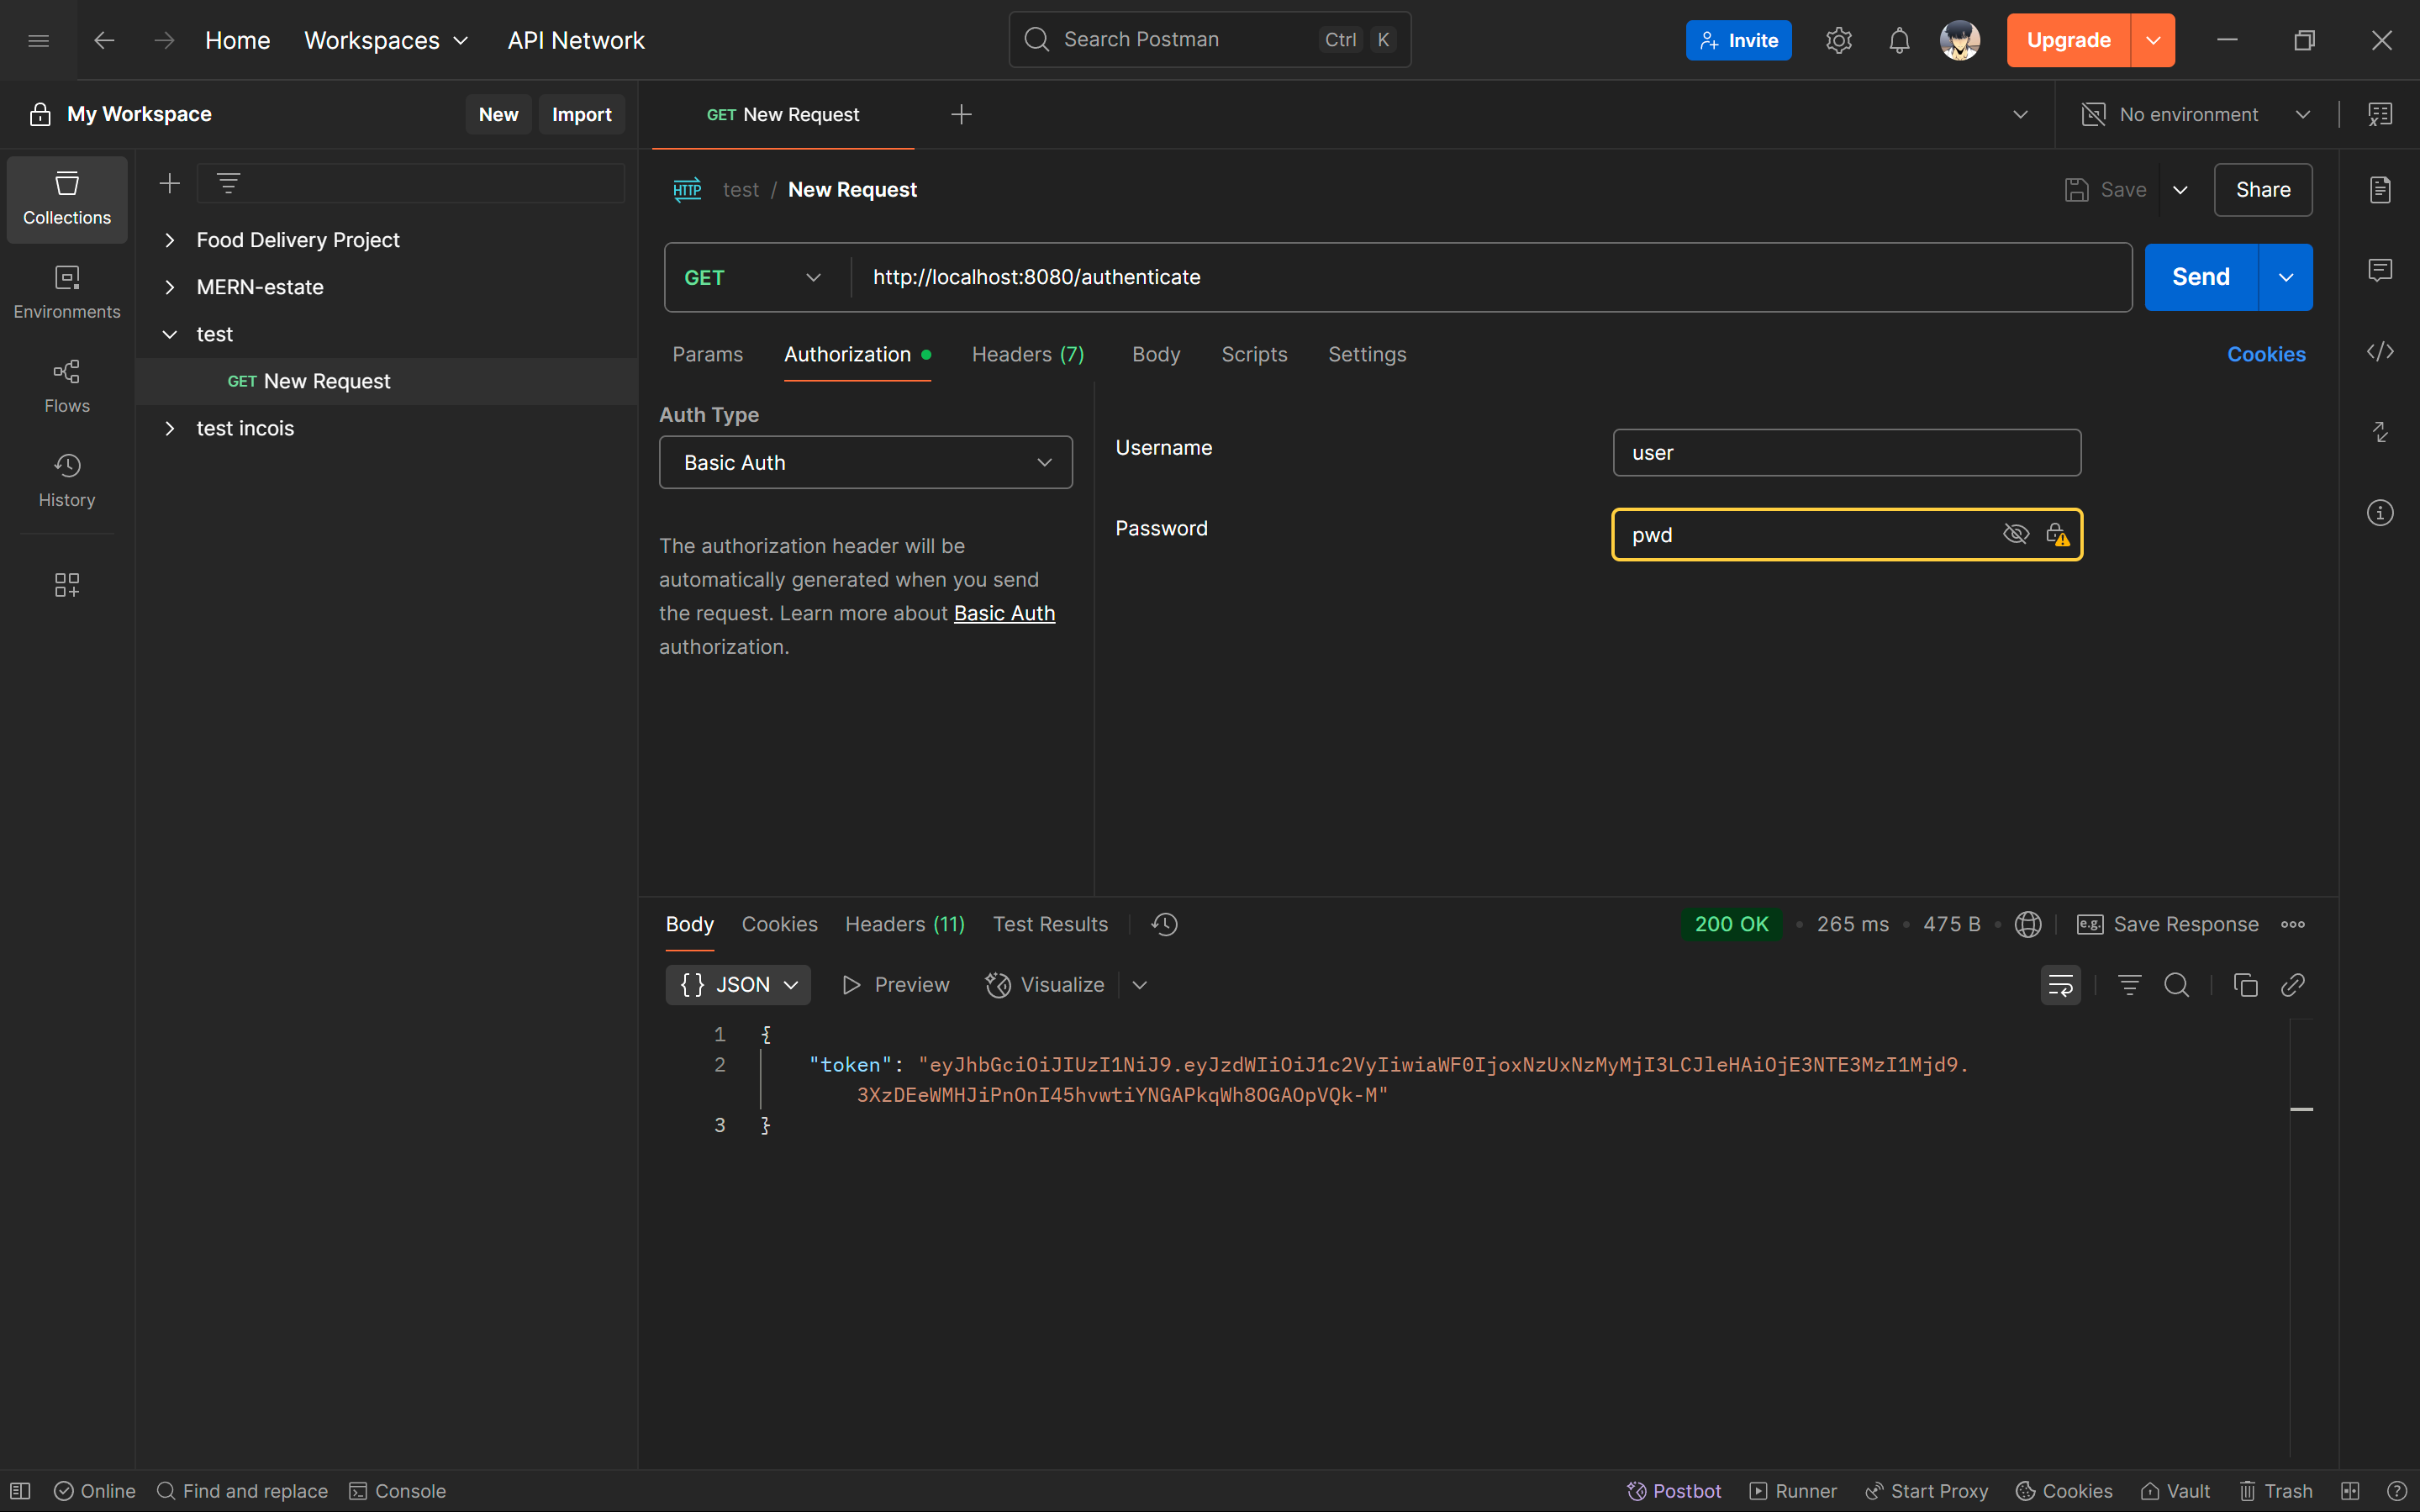 Home Workspaces API Network Search Postman Ctrl K Invite Upgrade
My Workspace New Import GET New Request No environment
Collections
Environments
Flows
History
Food Delivery Project
MERN-estate
test
GET New Request
test incois
HTTP test / New Request Save Share
GET http://localhost:8080/authenticate Send
Params Authorization Headers (7) Body Scripts Settings Cookies
Auth Type
Basic Auth
The authorization header will be
automatically generated when you send
the request. Learn more about Basic Auth
authorization.
Username user
Password pwd
Body Cookies Headers (11) Test Results 200 OK • 265 ms • 475 B • e.g. Save Response
{} JSON Preview Visualize
1 {
2 "token": "eyJhbGciOiJIUzI1NiJ9.eyJzdWIiOiJ1c2VyIiwiaWF0IjoxNzUxNzMyMjI3LCJleHAiOjE3NTE3MzI1Mjd9.
3XzDEeWMHJiPnOnI45hvwtiYNGAPkqWh8OGAOpVQk-M"
3 }
Online Find and replace Console Postbot Runner Start Proxy Cookies Vault Trash